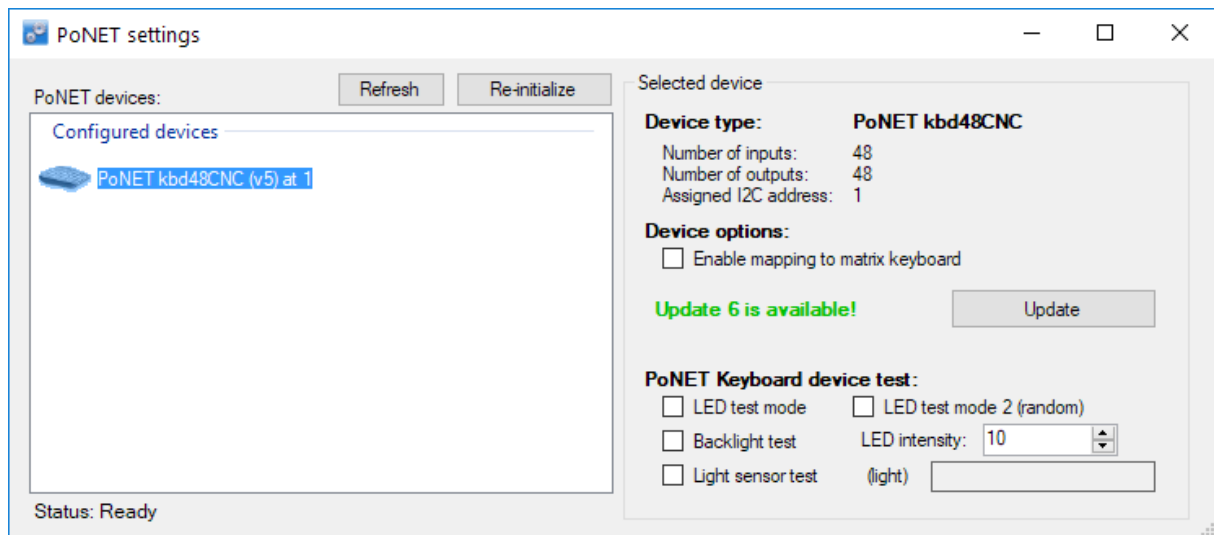 PoNET settings
PoNET devices:
Refresh
Re-initialize
Configured devices
PoNET kbd48CNC (v5) at 1
Status: Ready
Selected device
Device type: PoNET kbd48CNC
Number of inputs: 48
Number of outputs: 48
Assigned I2C address: 1
Device options:
Enable mapping to matrix keyboard
Update 6 is available! Update
PoNET Keyboard device test:
LED test mode LED test mode 2 (random)
Backlight test LED intensity: 10
Light sensor test (light)